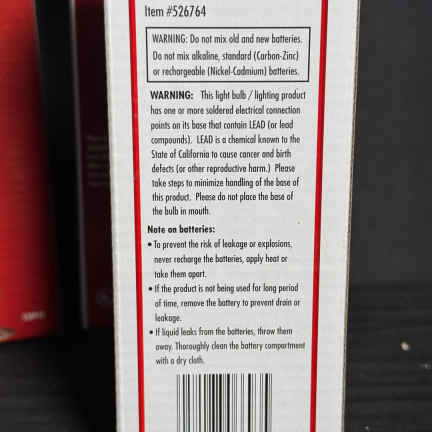 Item #526764
WARNING: Do not mix old and new batteries.
Do not mix alkaline, standard (Carbon-Zinc)
or rechargeable (Nickel-Cadmium) batteries.
WARNING: This light bulb / lighting product
has one or more soldered electrical connection
points on its base that contain LEAD (or lead
compounds). LEAD is a chemical known to the
State of California to cause cancer and birth
defects (or other reproductive harm.) Please
take steps to minimize handling of the base of
this product. Please do not place the base of
the bulb in mouth.
Note on batteries:
• To prevent the risk of leakage or explosions,
never recharge the batteries, apply heat or
take them apart.
• If the product is not being used for long period
of time, remove the battery to prevent drain or
leakage.
• If liquid leaks from the batteries, throw them
away. Thoroughly clean the battery compartment
with a dry cloth.